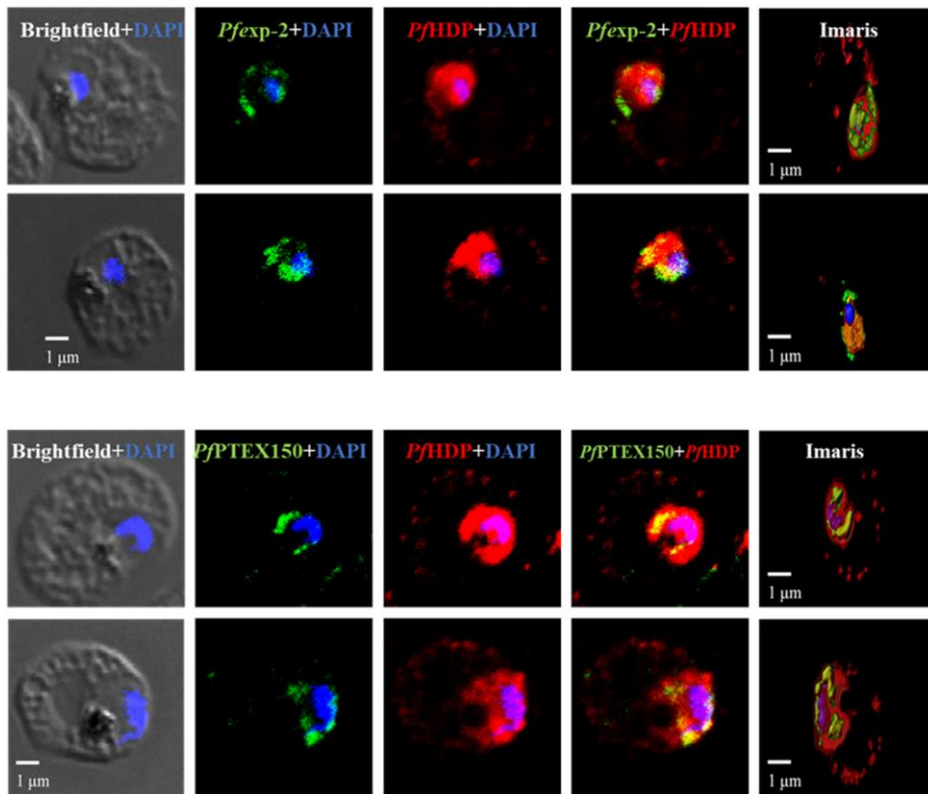 Brightfield+DAPI
Pfexp-2+DAPI
PfHDP+DAPI
Pfexp-2+PfHDP
Imaris
1 µm
1 µm
1 µm
Brightfield+DAPI
PfPTEX150+DAPI
PfHDP+DAPI
PfPTEX150+PfHDP
Imaris
1 µm
1 µm
1 µm